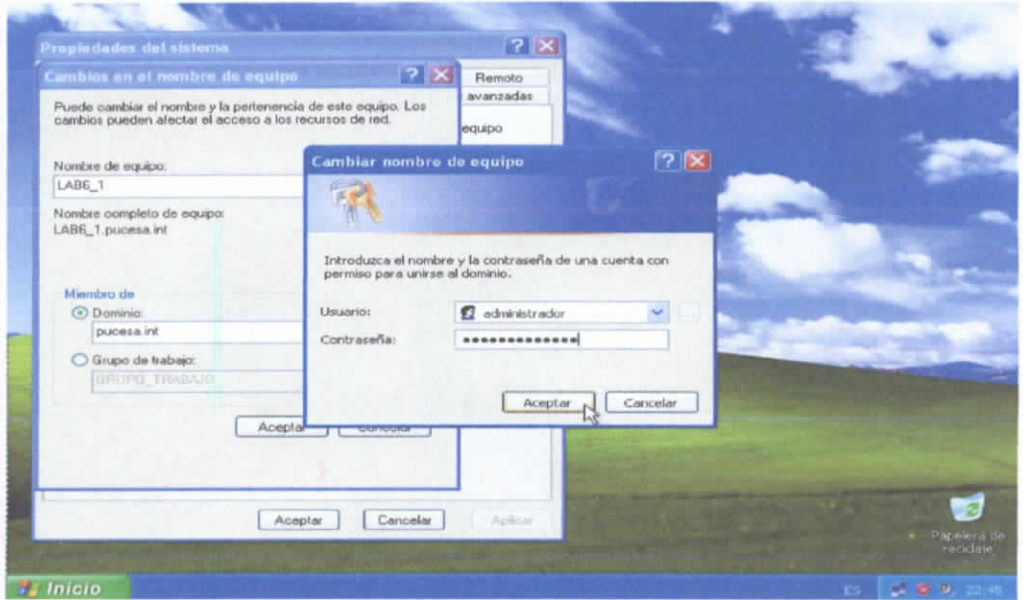 Propiedades del sistema
Cambios en el nombre de equipo
Remoto
avanzadas
Puede cambiar el nombre y la pertenencia de este equipo. Los
cambios pueden afectar el acceso a los recursos de red.
equipo
Nombre de equipo:
LAB6_1
Nombre completo de equipo:
LAB6_1.pucesa.int
Miembro de
Dominio:
pucesa.int
Grupo de trabajo:
GRUPO_TRABAJO
Aceptar
Cancelar
Cambiar nombre de equipo
Introduzca el nombre y la contraseña de una cuenta con
permiso para unirse al dominio.
Usuario:
administrador
Contraseña:
Aceptar
Cancelar
Aceptar
Cancelar
Aplicar
Papelera de
reciclaje
Inicio
ES
22:45